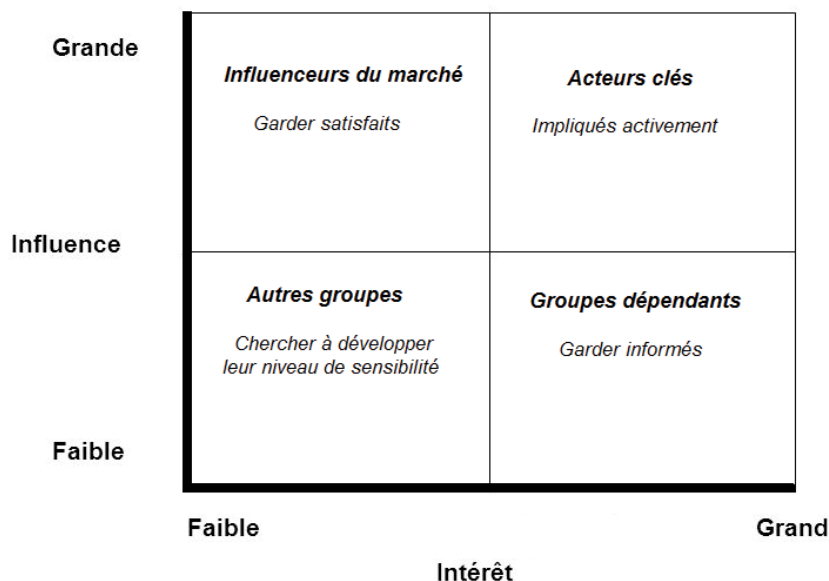 Grande
Influenceurs du marché
Garder satisfaits
Acteurs clés
Impliqués activement
Influence
Autres groupes
Chercher à développer
leur niveau de sensibilité
Groupes dépendants
Garder informés
Faible
Faible
Grand
Intérêt